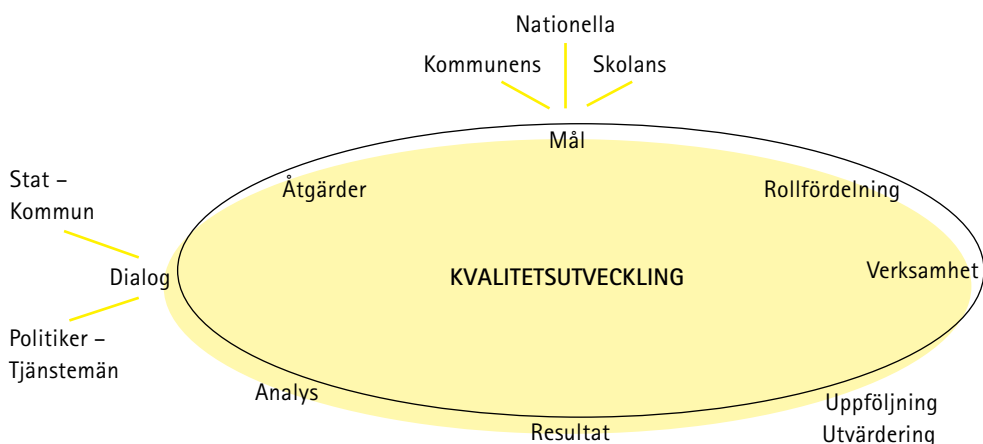 Nationella
Kommunens
Skolans
Mål
Stat –
Kommun
Åtgärder
Rollfördelning
Dialog
KVALITETSUTVECKLING
Verksamhet
Politiker –
Tjänstemän
Analys
Uppföljning
Utvärdering
Resultat